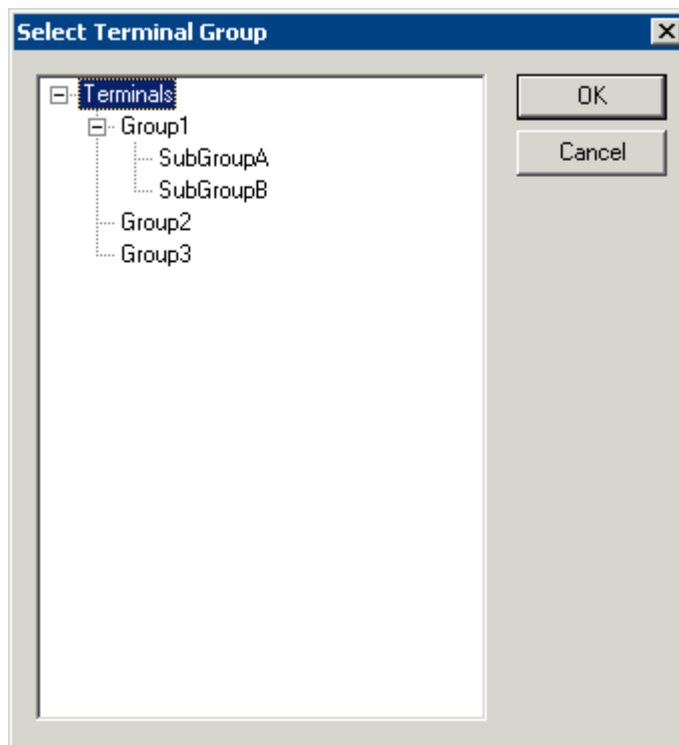 Select Terminal Group
Terminals
Group1
SubGroupA
SubGroupB
Group2
Group3
OK
Cancel